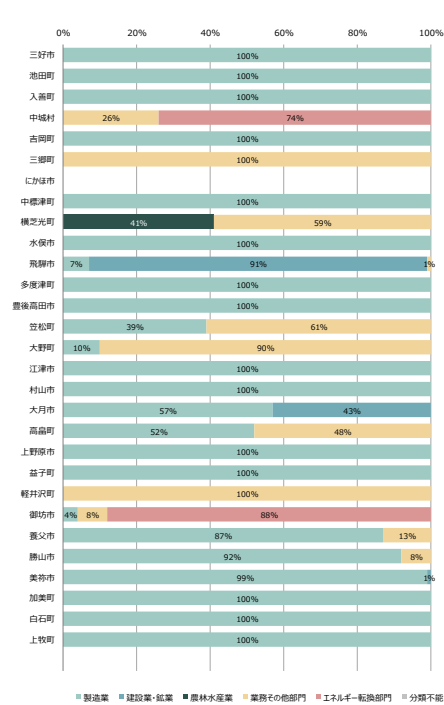 0% 20% 40% 60% 80% 100%
三好市 100%
池田町 100%
入善町 100%
中城村 26% 74%
吉岡町 100%
三郷町 100%
にかほ市
中標津町 100%
横芝光町 41% 59%
水俣市 100%
飛騨市 7% 91% 1%
多度津町 100%
豊後高田市 100%
笠松町 39% 61%
大野町 10% 90%
江津市 100%
村山市 100%
大月市 57% 43%
高畠町 52% 48%
上野原市 100%
益子町 100%
軽井沢町 100%
御坊市 4% 8% 88%
養父市 87% 13%
勝山市 92% 8%
美祢市 99% 1%
加美町 100%
白石町 100%
上牧町 100%
製造業 建設業・鉱業 農林水産業 業務その他部門 エネルギー転換部門 分類不能